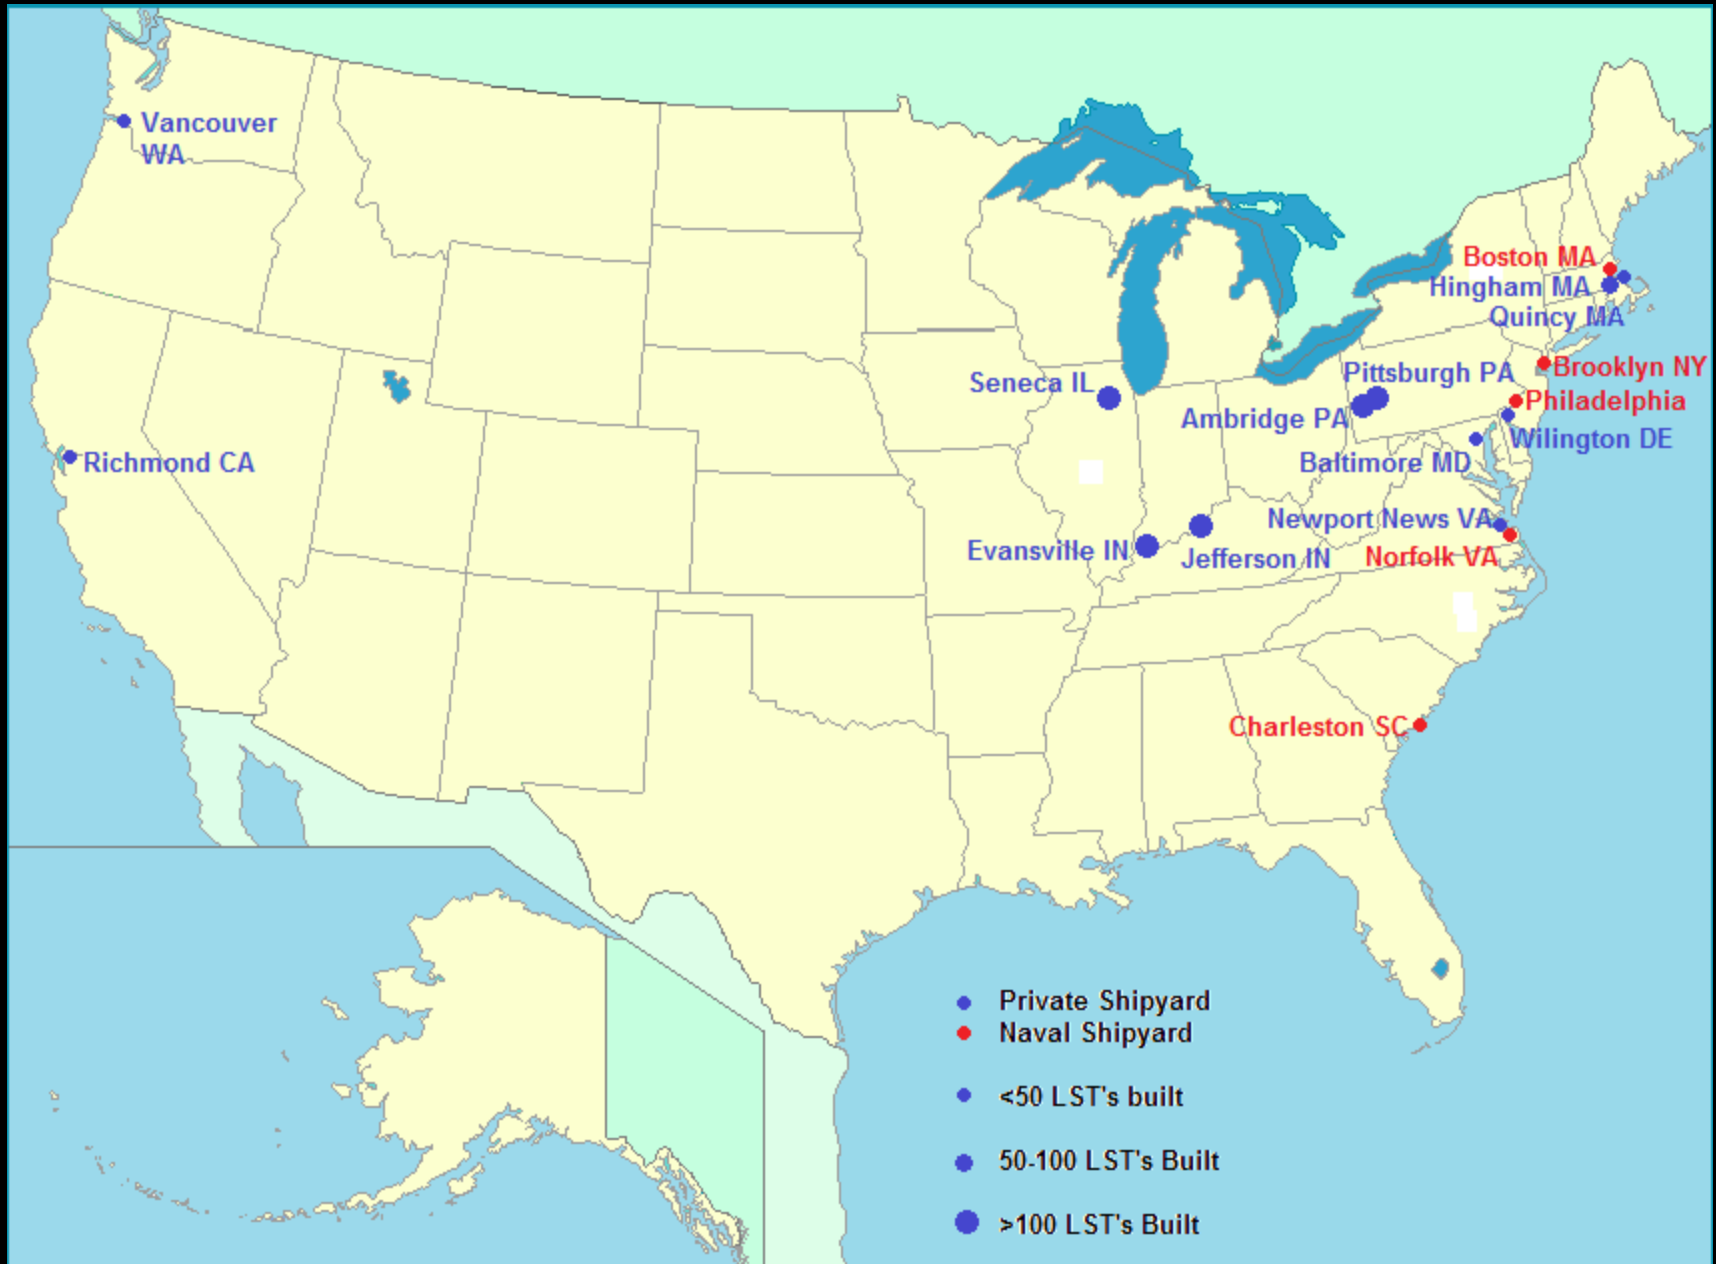 Vancouver
WA
Boston MA
Hingham MA
Quincy MA
Brooklyn NY
Pittsburgh PA
Seneca IL
Philadelphia
Ambridge PA
Wilington DE
Richmond CA
Baltimore MD
Newport News VA
Evansville IN
Jefferson IN
Norfolk VA
Charleston SC
Private Shipyard
Naval Shipyard
<50 LST's built
50-100 LST's Built
>100 LST's Built